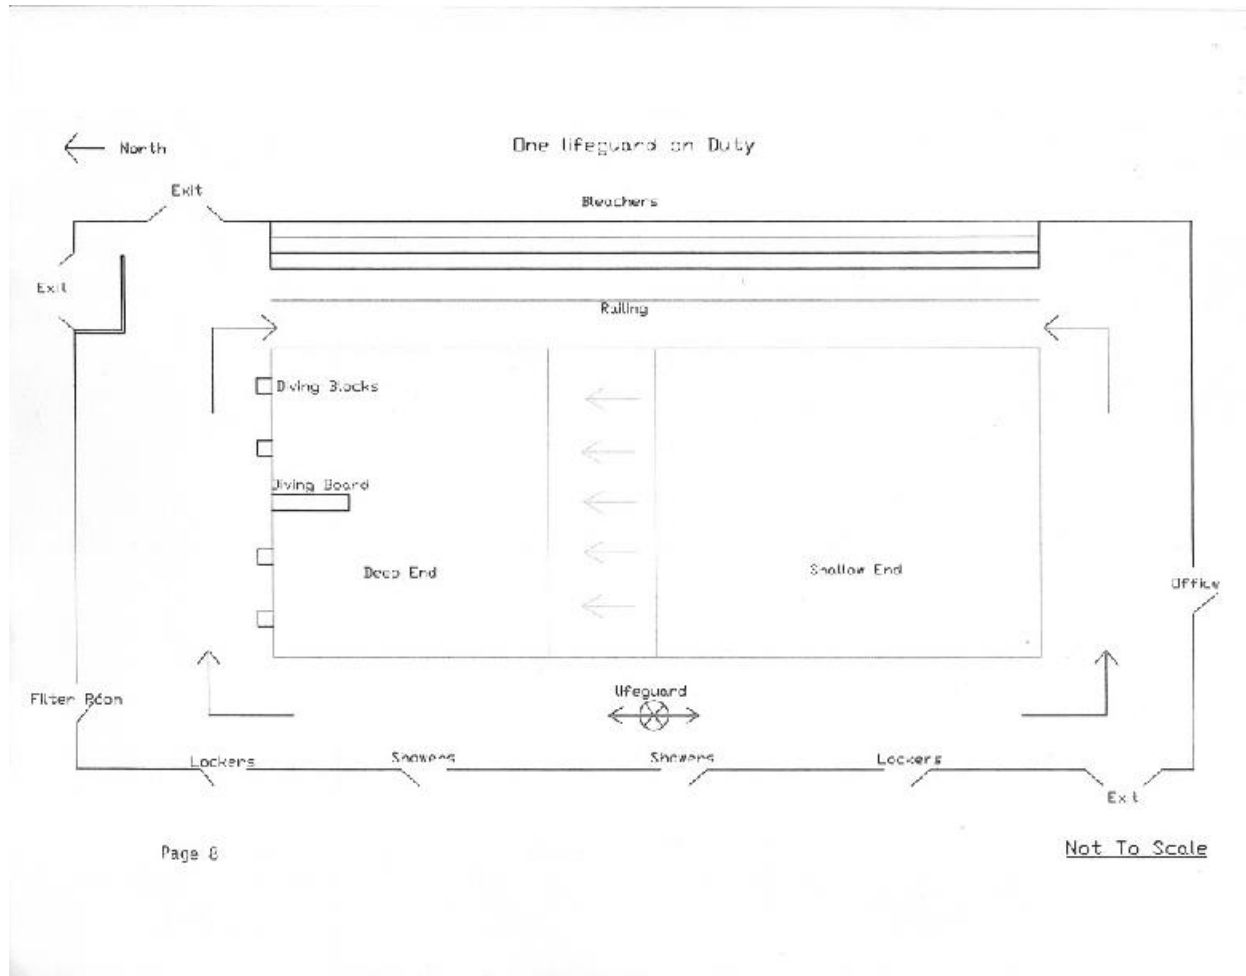 North
One lifeguard on Duty
Exit
Bleachers
Exit
Railing
Diving Blocks
Diving Board
Deep End
Shallow End
Office
lifeguard
Filter Room
Lockers
Showers
Showers
Lockers
Exit
Page 8
Not To Scale